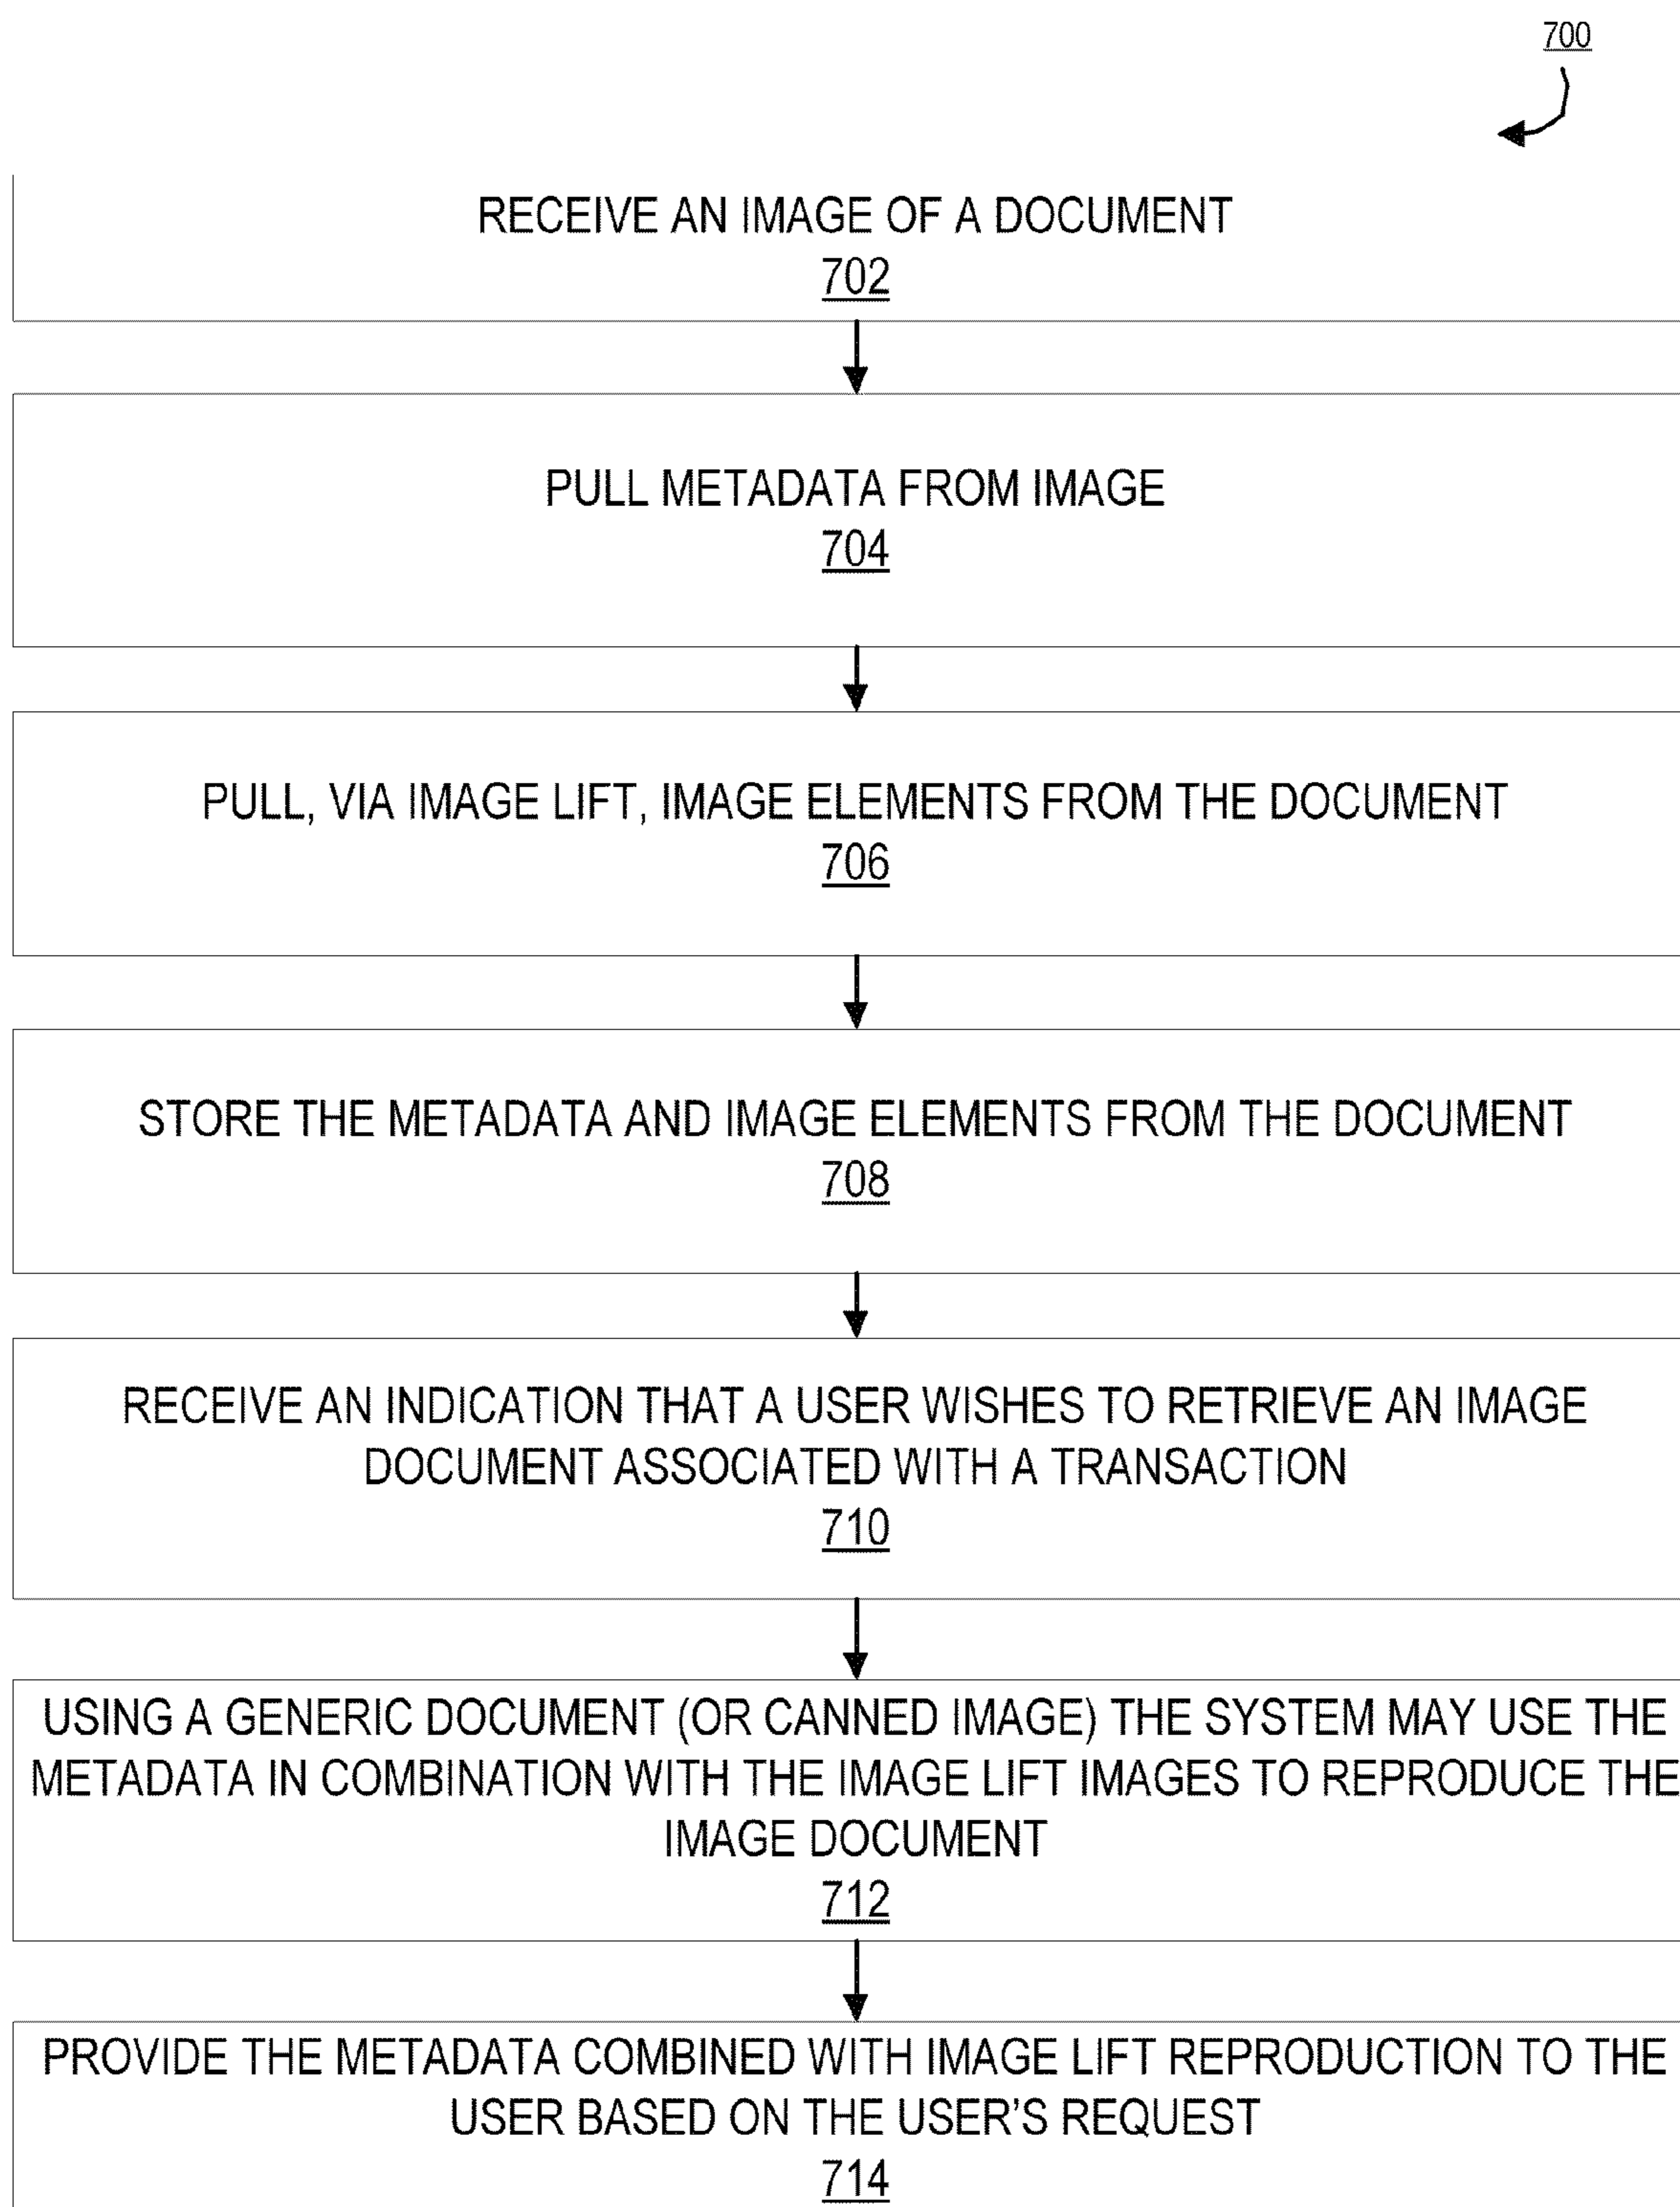 700
RECEIVE AN IMAGE OF A DOCUMENT
702
PULL METADATA FROM IMAGE
704
PULL, VIA IMAGE LIFT, IMAGE ELEMENTS FROM THE DOCUMENT
706
STORE THE METADATA AND IMAGE ELEMENTS FROM THE DOCUMENT
708
RECEIVE AN INDICATION THAT A USER WISHES TO RETRIEVE AN IMAGE
DOCUMENT ASSOCIATED WITH A TRANSACTION
710
USING A GENERIC DOCUMENT (OR CANNED IMAGE) THE SYSTEM MAY USE THE
METADATA IN COMBINATION WITH THE IMAGE LIFT IMAGES TO REPRODUCE THE
IMAGE DOCUMENT
712
PROVIDE THE METADATA COMBINED WITH IMAGE LIFT REPRODUCTION TO THE
USER BASED ON THE USER’S REQUEST
714